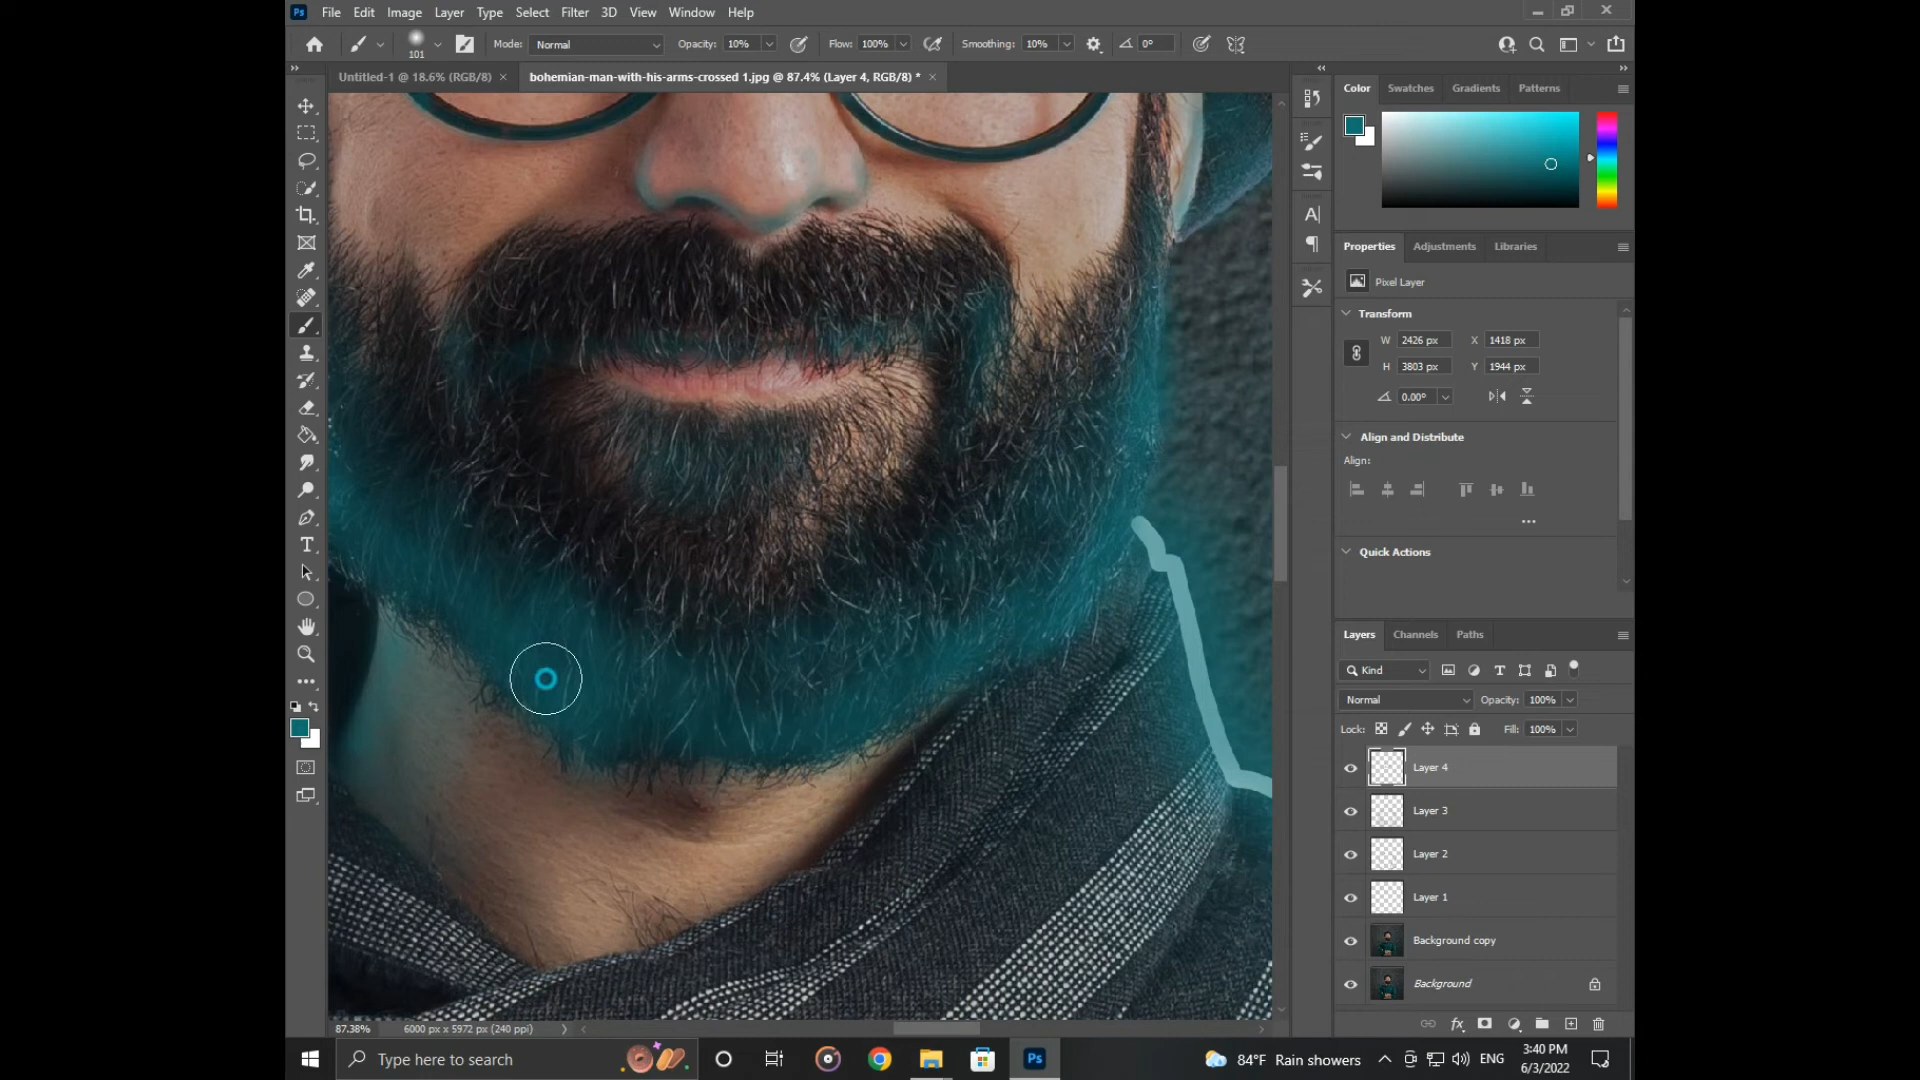 Ps File Edit Image Layer Type Select Filter 3D View Window Help
101 Mode: Normal Opacity: 10% Flow: 100% Smoothing: 10% 0°
Untitled-1 @ 18.6% (RGB/8) × bohemian-man-with-his-arms-crossed 1.jpg @ 87.4% (Layer 4, RGB/8) * ×
Color Swatches Gradients Patterns
Properties Adjustments Libraries
Pixel Layer
Transform
W 2426 px X 1418 px
H 3803 px Y 1944 px
0.00°
Align and Distribute
Align:
Quick Actions
Layers Channels Paths
Kind
Normal Opacity: 100%
Lock: Fill: 100%
Layer 4
Layer 3
Layer 2
Layer 1
Background copy
Background
87.38% 6000 px x 5972 px (240 ppi)
Type here to search
Ps
84°F Rain showers
ENG
3:40 PM
6/3/2022